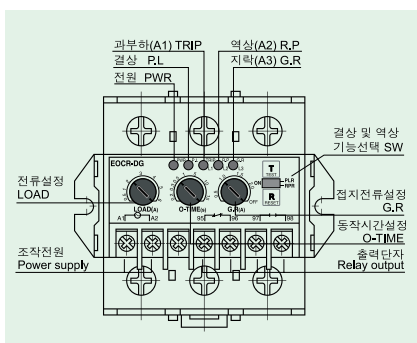 과부하(A1) TRIP
역상(A2) R.P
결상 P.L
지락(A3) G.R
전원 PWR
EOCR-DG
T
TEST
결상 및 역상
기능선택 SW
ON
PLR
RPR
R
RESET
OFF
전류설정
LOAD
접지전류설정
G.R
LOAD(A)
O-TIME(S)
G.R(A)
A1
A2
95
96
97
98
동작시간설정
O-TIME
조작전원
Power supply
출력단자
Relay output